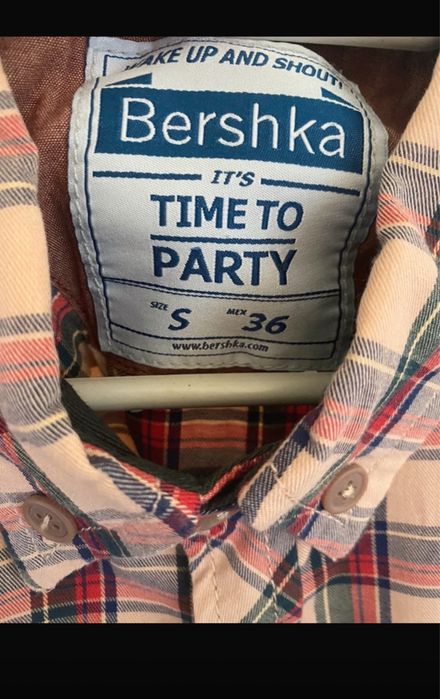 WAKE UP AND SHOUT!
Bershka
IT'S
TIME TO
PARTY
SIZE S MEX 36
www.bershka.com